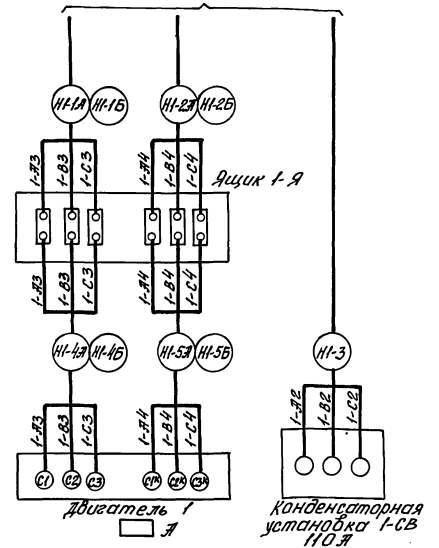 Н1-1А Н1-1Б Н1-2А Н1-2Б
1-А3 1-В3 1-С3 1-А4 1-В4 1-С4
Ящик 1-Я
1-А3 1-В3 1-С3 1-А4 1-В4 1-С4
Н1-4А Н1-4Б Н1-5А Н1-5Б Н1-3
1-А3 1-В3 1-С3 1-А4 1-В4 1-С4 1-А2 1-В2 1-С2
С1 С2 С3 С1к С2к С3к
Двигатель 1
А
Конденсаторная
установка 1-СВ
110А